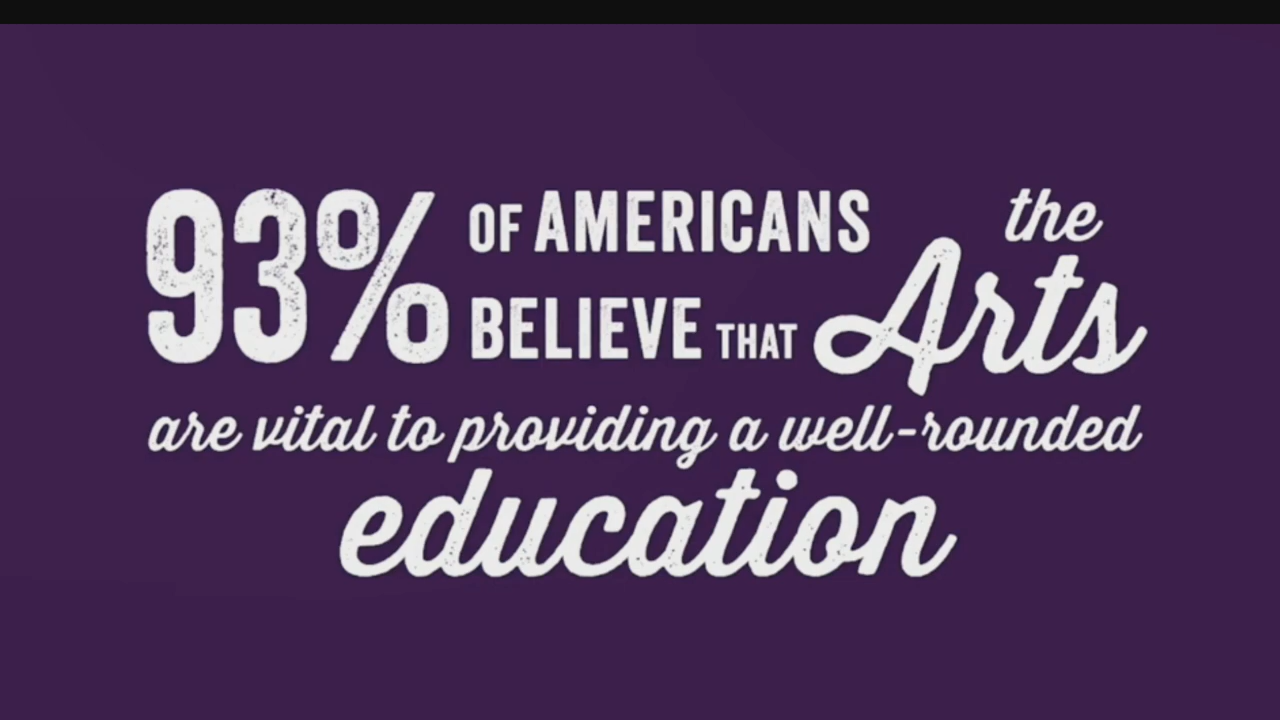 93% OF AMERICANS
BELIEVE THAT the Arts
are vital to providing a well-rounded
education